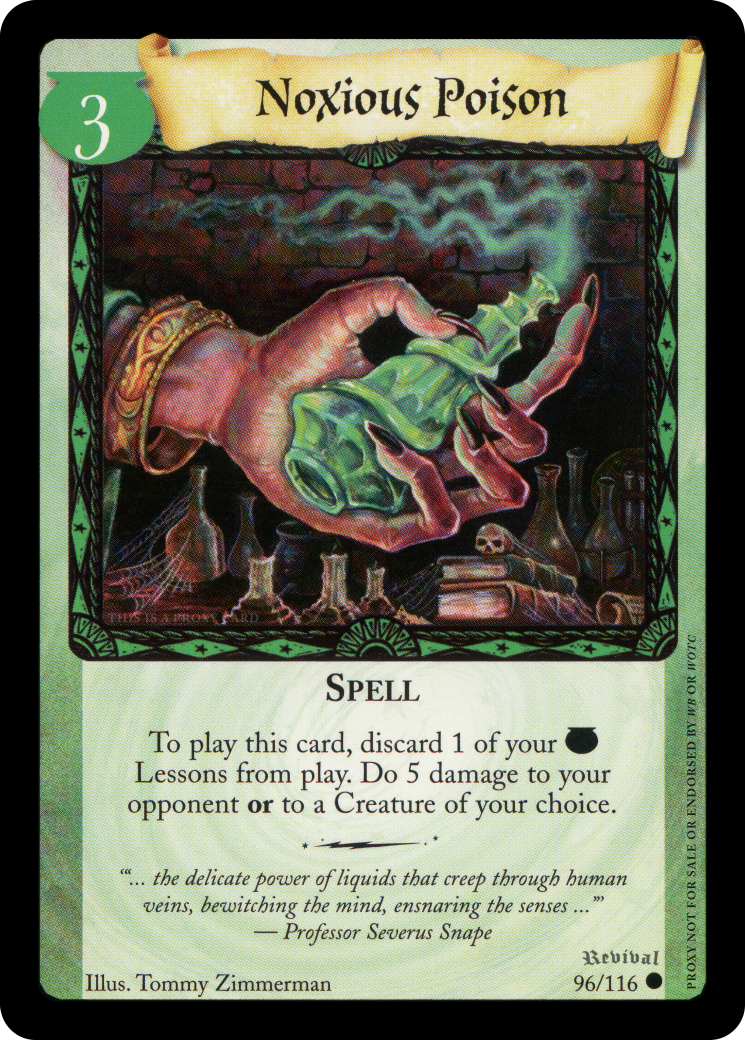 3
Noxious Poison
THIS IS A PROXY CARD
SPELL
To play this card, discard 1 of your
Lessons from play. Do 5 damage to your
opponent or to a Creature of your choice.
“‘... the delicate power of liquids that creep through human
veins, bewitching the mind, ensnaring the senses ...’”
— Professor Severus Snape
Revival
Illus. Tommy Zimmerman
96/116
PROXY NOT FOR SALE OR ENDORSED BY WB OR WOTC